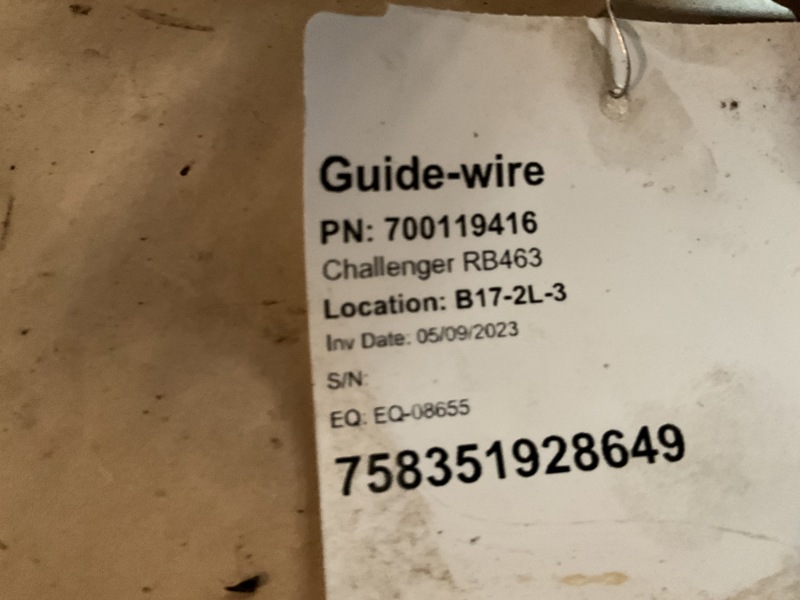 Guide-wire
PN: 700119416
Challenger RB463
Location: B17-2L-3
Inv Date: 05/09/2023
S/N:
EQ: EQ-08655
758351928649